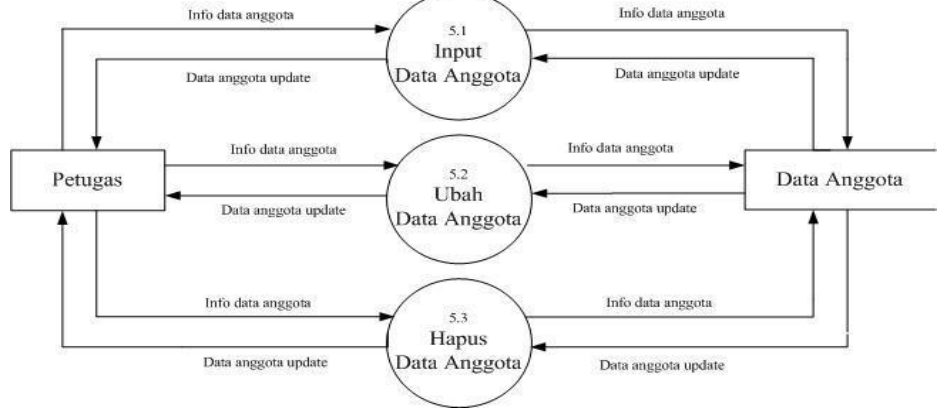 Info data anggota
5.1
Input
Data Anggota
Info data anggota
Data anggota update
Data anggota update
Petugas
Info data anggota
Data anggota update
5.2
Ubah
Data Anggota
Info data anggota
Data anggota update
Data Anggota
Info data anggota
5.3
Hapus
Data Anggota
Info data anggota
Data anggota update
Data anggota update